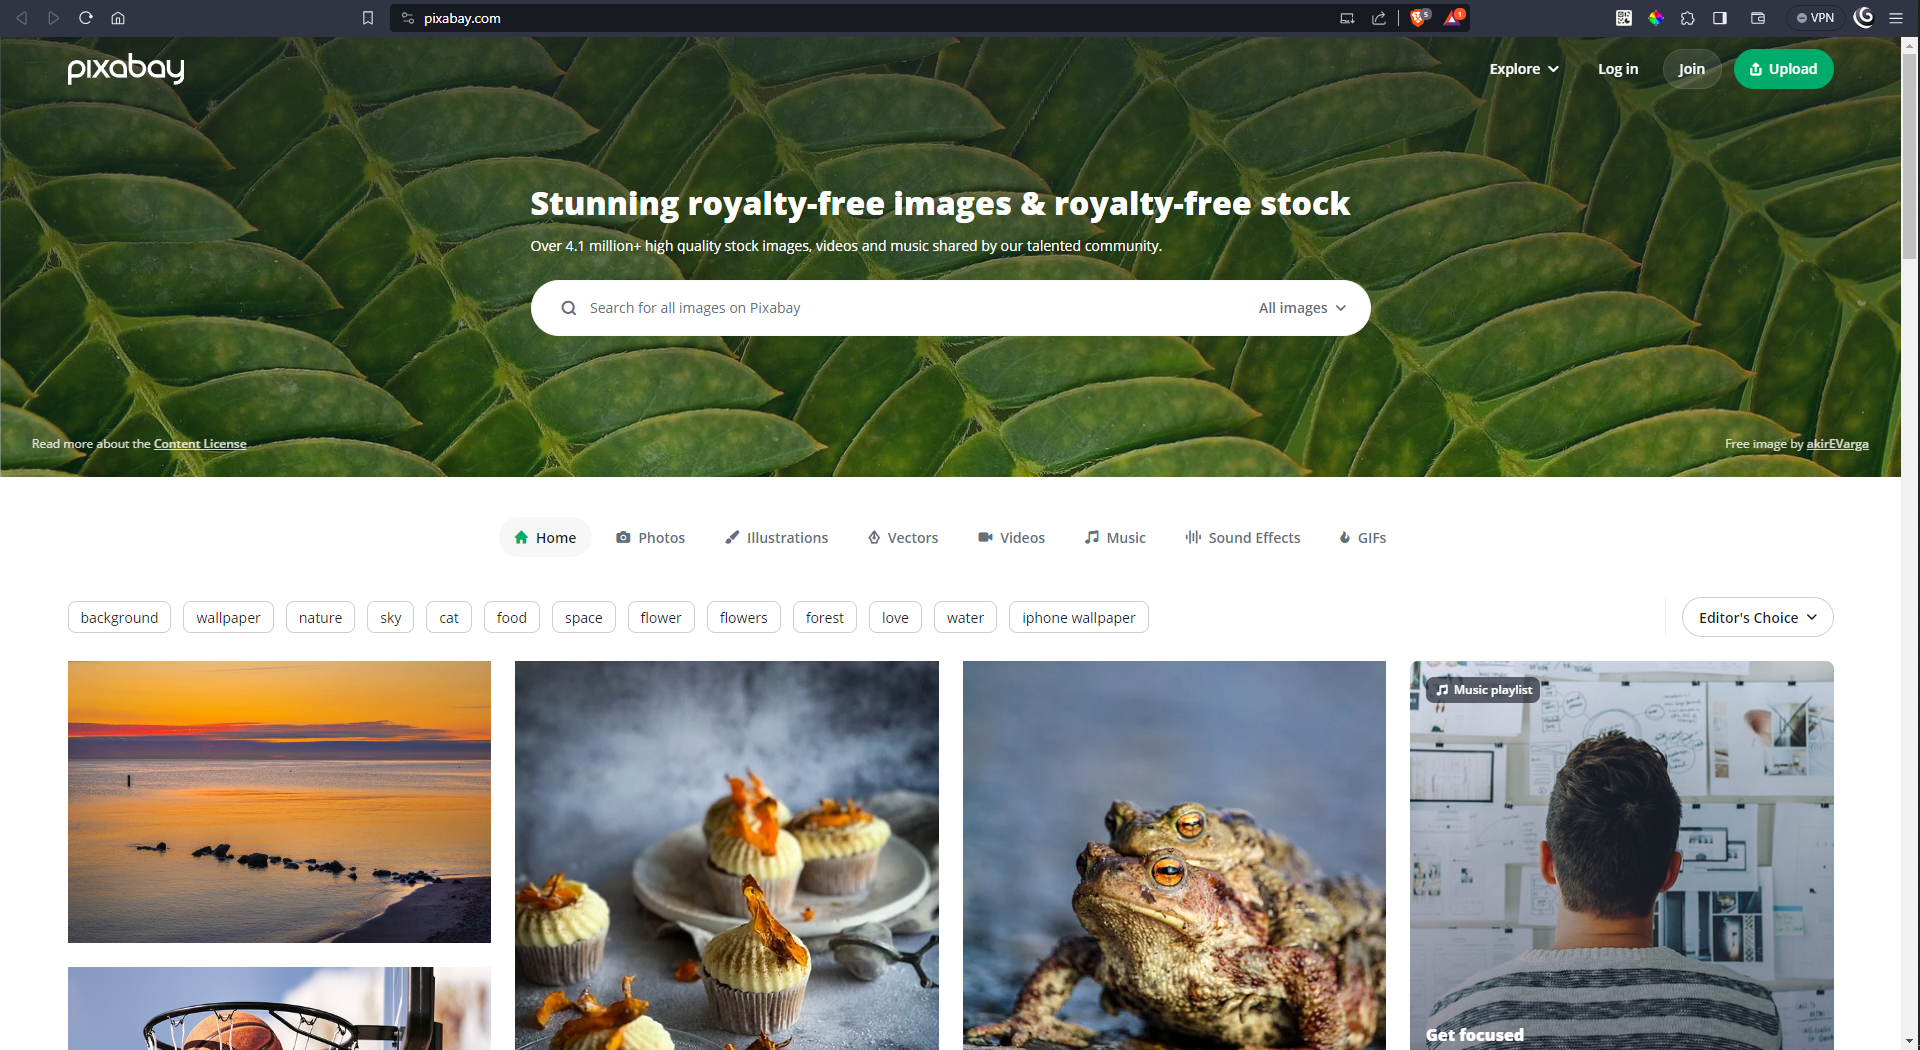 pixabay.com
5
1
VPN
pixabay
Explore
Log in
Join
Upload
Stunning royalty-free images & royalty-free stock
Over 4.1 million+ high quality stock images, videos and music shared by our talented community.
Search for all images on Pixabay
All images
Read more about the Content License
Free image by akirEVarga
Home
Photos
Illustrations
Vectors
Videos
Music
Sound Effects
GIFs
background
wallpaper
nature
sky
cat
food
space
flower
flowers
forest
love
water
iphone wallpaper
Editor's Choice
Music playlist
Get focused